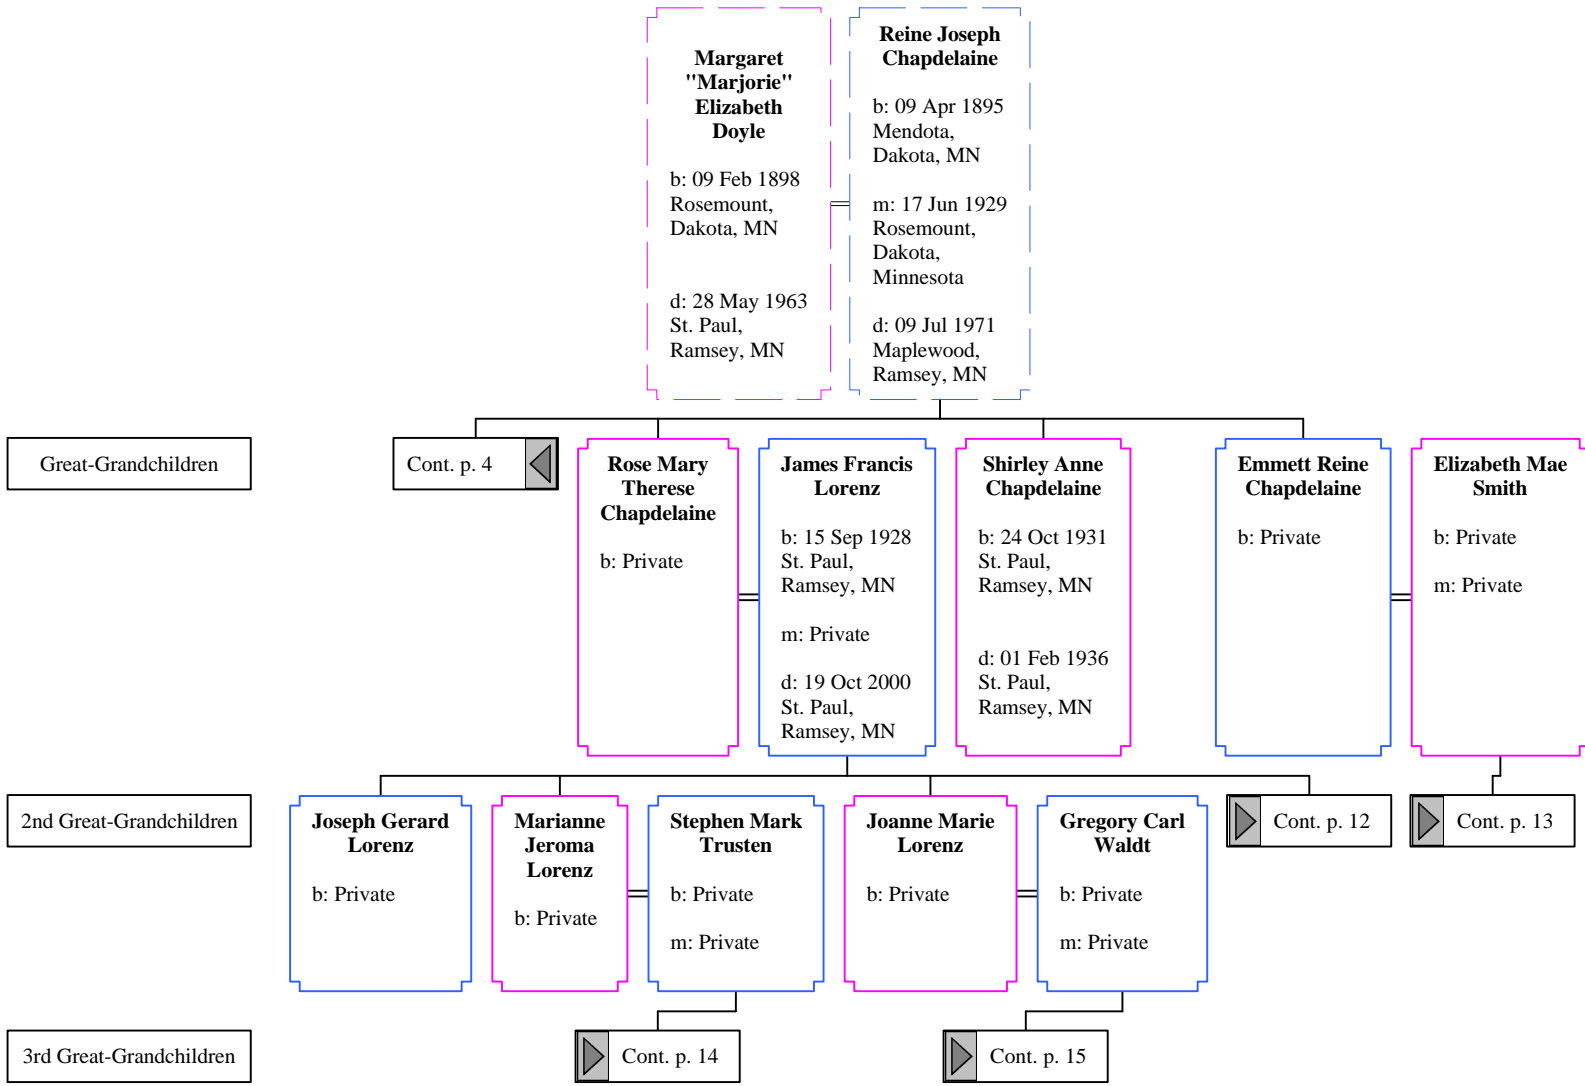 Margaret
"Marjorie"
Elizabeth
Doyle
b: 09 Feb 1898
Rosemount,
Dakota, MN
d: 28 May 1963
St. Paul,
Ramsey, MN
Reine Joseph
Chapdelaine
b: 09 Apr 1895
Mendota,
Dakota, MN
m: 17 Jun 1929
Rosemount,
Dakota,
Minnesota
d: 09 Jul 1971
Maplewood,
Ramsey, MN
Great-Grandchildren
Cont. p. 4
Rose Mary
Therese
Chapdelaine
b: Private
James Francis
Lorenz
b: 15 Sep 1928
St. Paul,
Ramsey, MN
m: Private
d: 19 Oct 2000
St. Paul,
Ramsey, MN
Shirley Anne
Chapdelaine
b: 24 Oct 1931
St. Paul,
Ramsey, MN
d: 01 Feb 1936
St. Paul,
Ramsey, MN
Emmett Reine
Chapdelaine
b: Private
Elizabeth Mae
Smith
b: Private
m: Private
2nd Great-Grandchildren
Joseph Gerard
Lorenz
b: Private
Marianne
Jeroma
Lorenz
b: Private
Stephen Mark
Trusten
b: Private
m: Private
Joanne Marie
Lorenz
b: Private
Gregory Carl
Waldt
b: Private
m: Private
Cont. p. 12
Cont. p. 13
3rd Great-Grandchildren
Cont. p. 14
Cont. p. 15